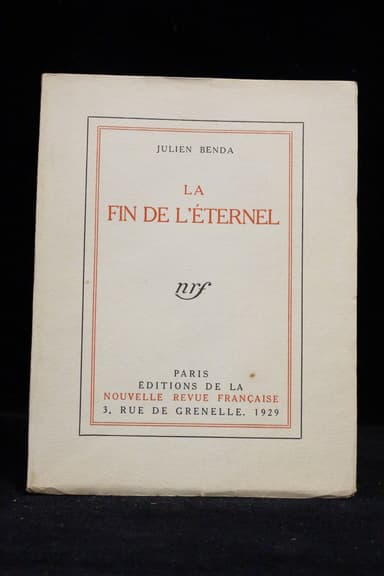 JULIEN BENDA
LA
FIN DE L'ÉTERNEL
nrf
PARIS
ÉDITIONS DE LA
NOUVELLE REVUE FRANÇAISE
3, RUE DE GRENELLE. 1929